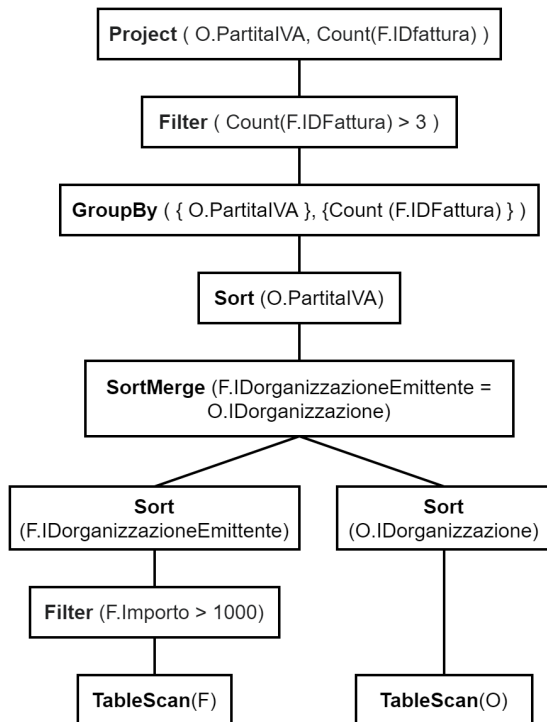 Project ( O.PartitaIVA, Count(F.IDfattura) )
Filter ( Count(F.IDFattura) > 3 )
GroupBy ( { O.PartitaIVA }, {Count (F.IDFattura) } )
Sort (O.PartitaIVA)
SortMerge (F.IDorganizzazioneEmittente =
O.IDorganizzazione)
Sort
(F.IDorganizzazioneEmittente)
Sort
(O.IDorganizzazione)
Filter (F.Importo > 1000)
TableScan(F)
TableScan(O)